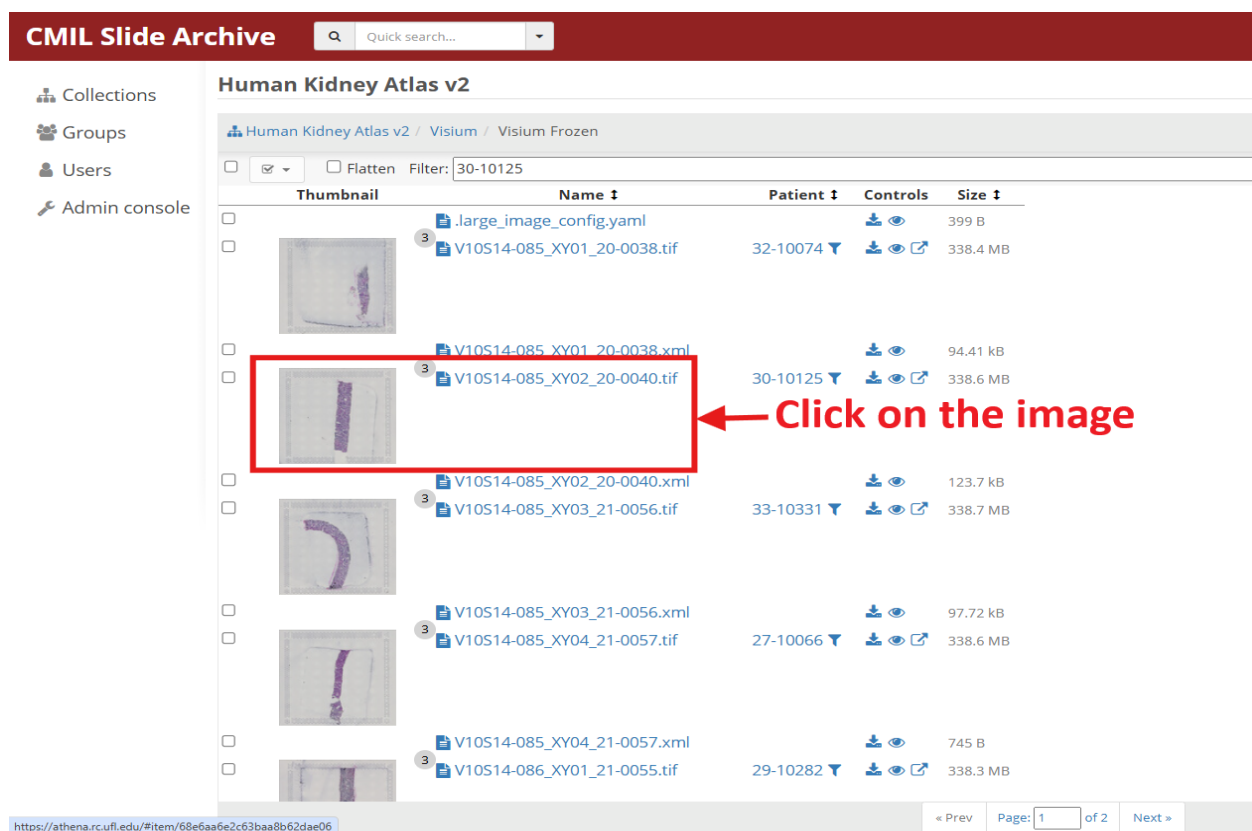 CMIL Slide Archive Quick search...
Collections
Groups
Users
Admin console
Human Kidney Atlas v2
Human Kidney Atlas v2 / Visium / Visium Frozen
Flatten Filter: 30-10125
Thumbnail Name Patient Controls Size
.large_image_config.yaml 399 B
3 V10S14-085_XY01_20-0038.tif 32-10074 338.4 MB
V10S14-085_XY01_20-0038.xml 94.41 kB
3 V10S14-085_XY02_20-0040.tif 30-10125 338.6 MB
Click on the image
V10S14-085_XY02_20-0040.xml 123.7 kB
3 V10S14-085_XY03_21-0056.tif 33-10331 338.7 MB
V10S14-085_XY03_21-0056.xml 97.72 kB
3 V10S14-085_XY04_21-0057.tif 27-10066 338.6 MB
V10S14-085_XY04_21-0057.xml 745 B
3 V10S14-086_XY01_21-0055.tif 29-10282 338.3 MB
« Prev Page: 1 of 2 Next »
https://athena.rc.ufl.edu/#item/68e6aa6e2c63baa8b62dae06